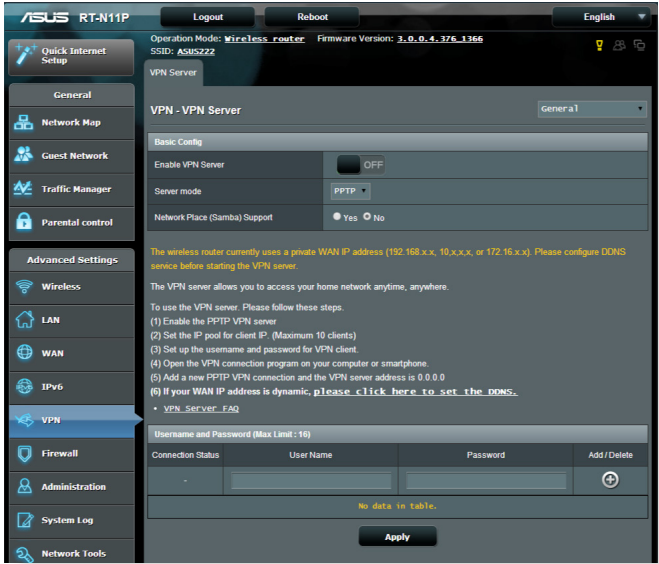 ASUS RT-N11P
Logout
Reboot
English
Quick Internet
Setup
Operation Mode: Wireless router Firmware Version: 3.0.0.4.376_1366
SSID: ASUS222
VPN Server
General
Network Map
Guest Network
Traffic Manager
Parental control
Advanced Settings
Wireless
LAN
WAN
IPv6
VPN
Firewall
Administration
System Log
Network Tools
VPN - VPN Server
General
Basic Config
Enable VPN Server
OFF
Server mode
PPTP
Network Place (Samba) Support
Yes No
The wireless router currently uses a private WAN IP address (192.168.x.x, 10,x,x,x, or 172.16.x.x). Please configure DDNS
service before starting the VPN server.
The VPN server allows you to access your home network anytime, anywhere.
To use the VPN server. Please follow these steps.
(1) Enable the PPTP VPN server
(2) Set the IP pool for client IP. (Maximum 10 clients)
(3) Set up the username and password for VPN client.
(4) Open the VPN connection program on your computer or smartphone.
(5) Add a new PPTP VPN connection and the VPN server address is 0.0.0.0
(6) If your WAN IP address is dynamic, please click here to set the DDNS.
• VPN Server FAQ
Username and Password (Max Limit : 16)
Connection Status
User Name
Password
Add / Delete
-
No data in table.
Apply